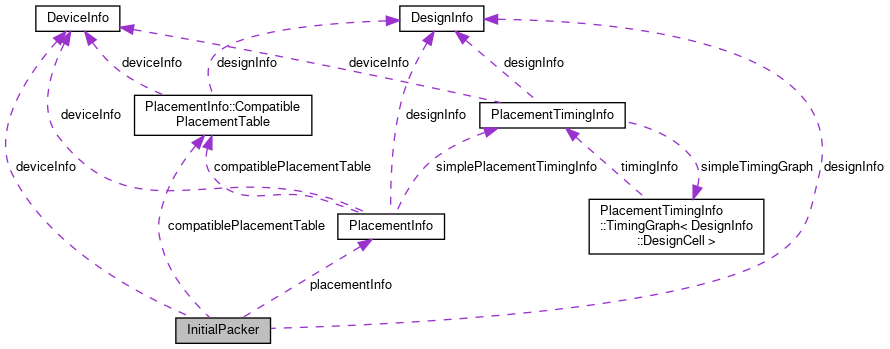 DeviceInfo
DesignInfo
deviceInfo
designInfo
deviceInfo
designInfo
PlacementInfo::Compatible
PlacementTable
PlacementTimingInfo
deviceInfo
designInfo
deviceInfo
compatiblePlacementTable
simplePlacementTimingInfo
timingInfo
simpleTimingGraph
designInfo
compatiblePlacementTable
PlacementInfo
PlacementTimingInfo
::TimingGraph< DesignInfo
::DesignCell >
placementInfo
InitialPacker